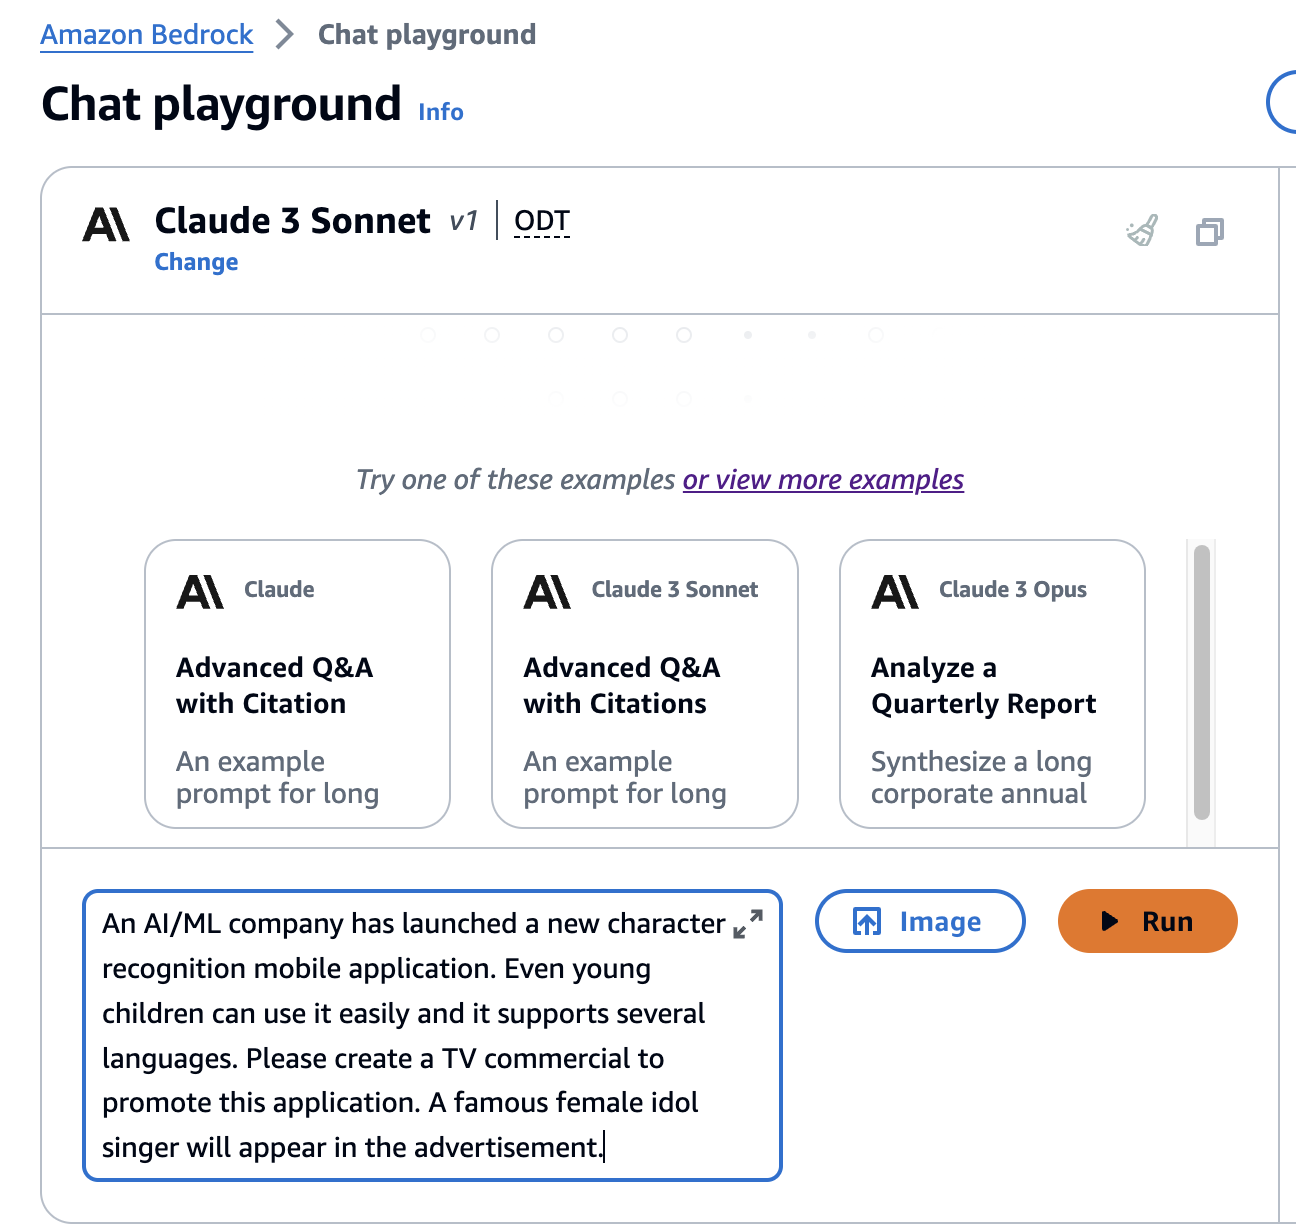 Amazon Bedrock > Chat playground
Chat playground Info
Claude 3 Sonnet v1 | ODT
Change
Try one of these examples or view more examples
Claude
Advanced Q&A
with Citation
An example
prompt for long
Claude 3 Sonnet
Advanced Q&A
with Citations
An example
prompt for long
Claude 3 Opus
Analyze a
Quarterly Report
Synthesize a long
corporate annual
An AI/ML company has launched a new character
recognition mobile application. Even young
children can use it easily and it supports several
languages. Please create a TV commercial to
promote this application. A famous female idol
singer will appear in the advertisement.
Image
Run